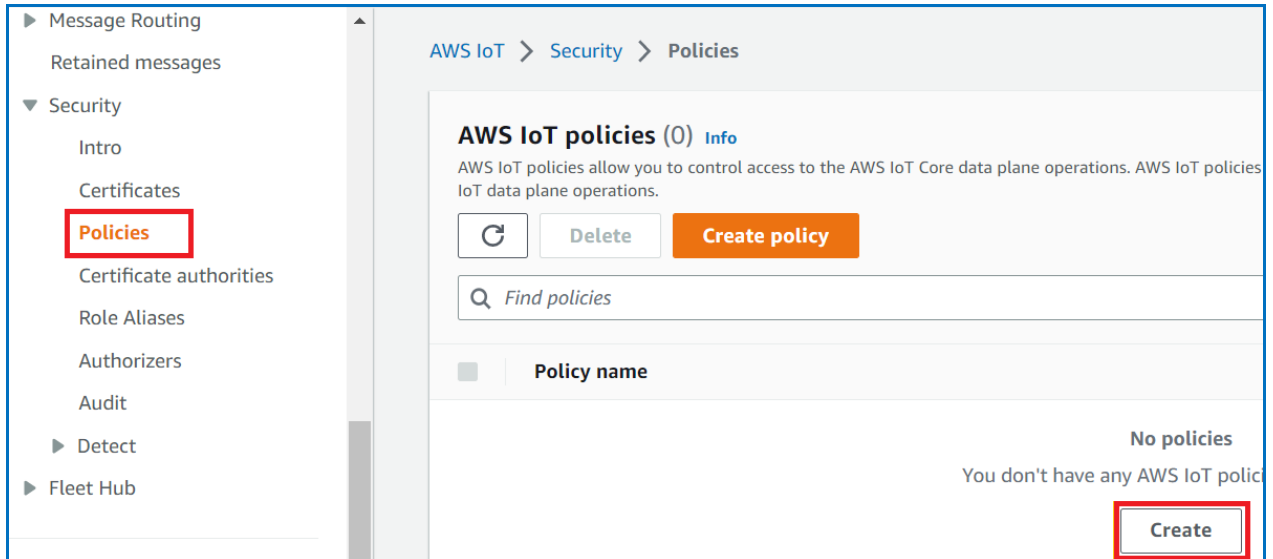 Message Routing
Retained messages
Security
Intro
Certificates
Policies
Certificate authorities
Role Aliases
Authorizers
Audit
Detect
Fleet Hub
AWS IoT > Security > Policies
AWS IoT policies (0) Info
AWS IoT policies allow you to control access to the AWS IoT Core data plane operations. AWS IoT policies
IoT data plane operations.
Delete Create policy
Find policies
Policy name
No policies
You don't have any AWS IoT polici
Create